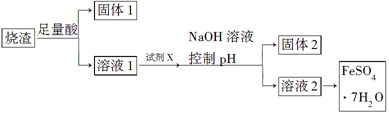 烧渣
足量酸
固体1
溶液1
试剂X
NaOH 溶液
控制 pH
固体2
溶液2
FeSO₄
·7H₂O